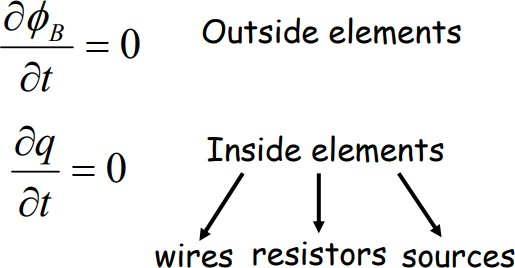 ∂ϕ_B/∂t = 0 Outside elements
∂q/∂t = 0 Inside elements
wires resistors sources